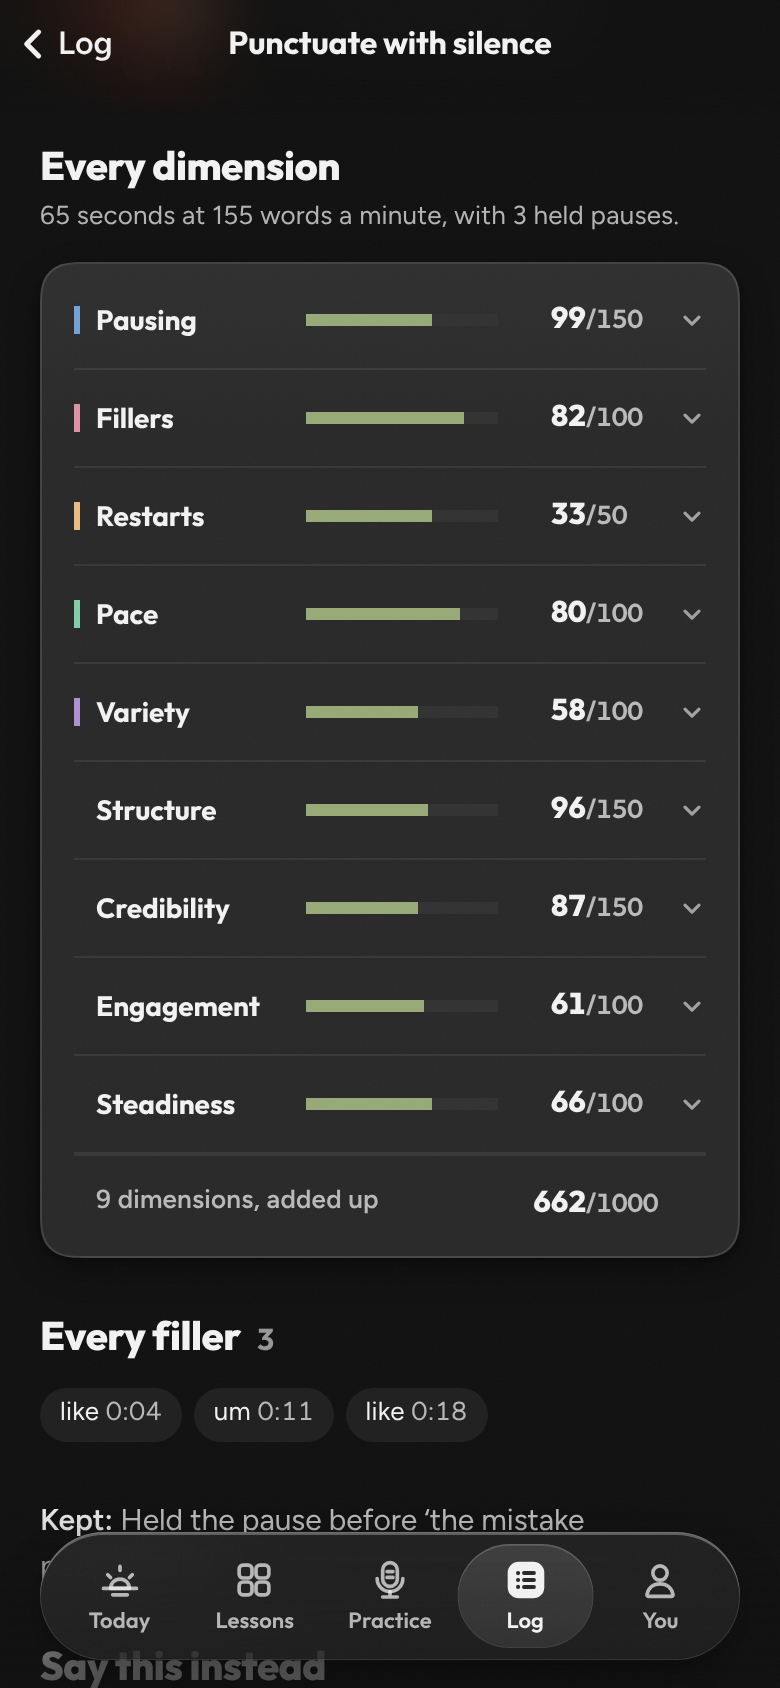 Log
Punctuate with silence
Every dimension
65 seconds at 155 words a minute, with 3 held pauses.
Pausing 99/150
Fillers 82/100
Restarts 33/50
Pace 80/100
Variety 58/100
Structure 96/150
Credibility 87/150
Engagement 61/100
Steadiness 66/100
9 dimensions, added up 662/1000
Every filler 3
like 0:04 um 0:11 like 0:18
Kept: Held the pause before ‘the mistake
Today Lessons Practice Log You
Say this instead